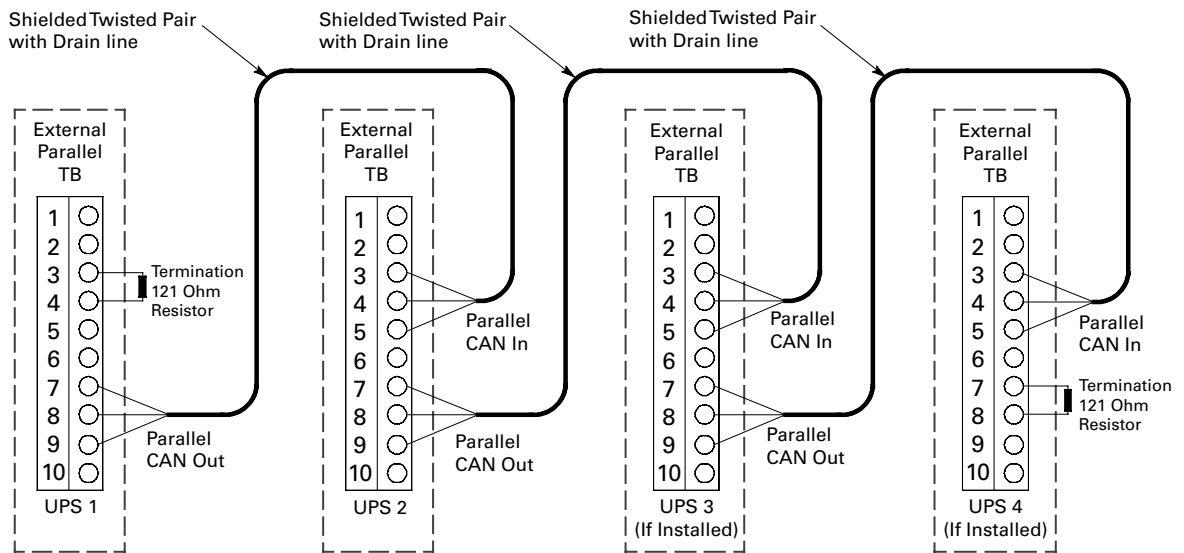 Shielded Twisted Pair
with Drain line
Shielded Twisted Pair
with Drain line
Shielded Twisted Pair
with Drain line
External
Parallel
TB
1
2
3
4
5
6
7
8
9
10
UPS 1
Termination
121 Ohm
Resistor
Parallel
CAN Out
External
Parallel
TB
1
2
3
4
5
6
7
8
9
10
UPS 2
Parallel
CAN In
Parallel
CAN Out
External
Parallel
TB
1
2
3
4
5
6
7
8
9
10
UPS 3
(If Installed)
Parallel
CAN In
Parallel
CAN Out
External
Parallel
TB
1
2
3
4
5
6
7
8
9
10
UPS 4
(If Installed)
Parallel
CAN In
Termination
121 Ohm
Resistor